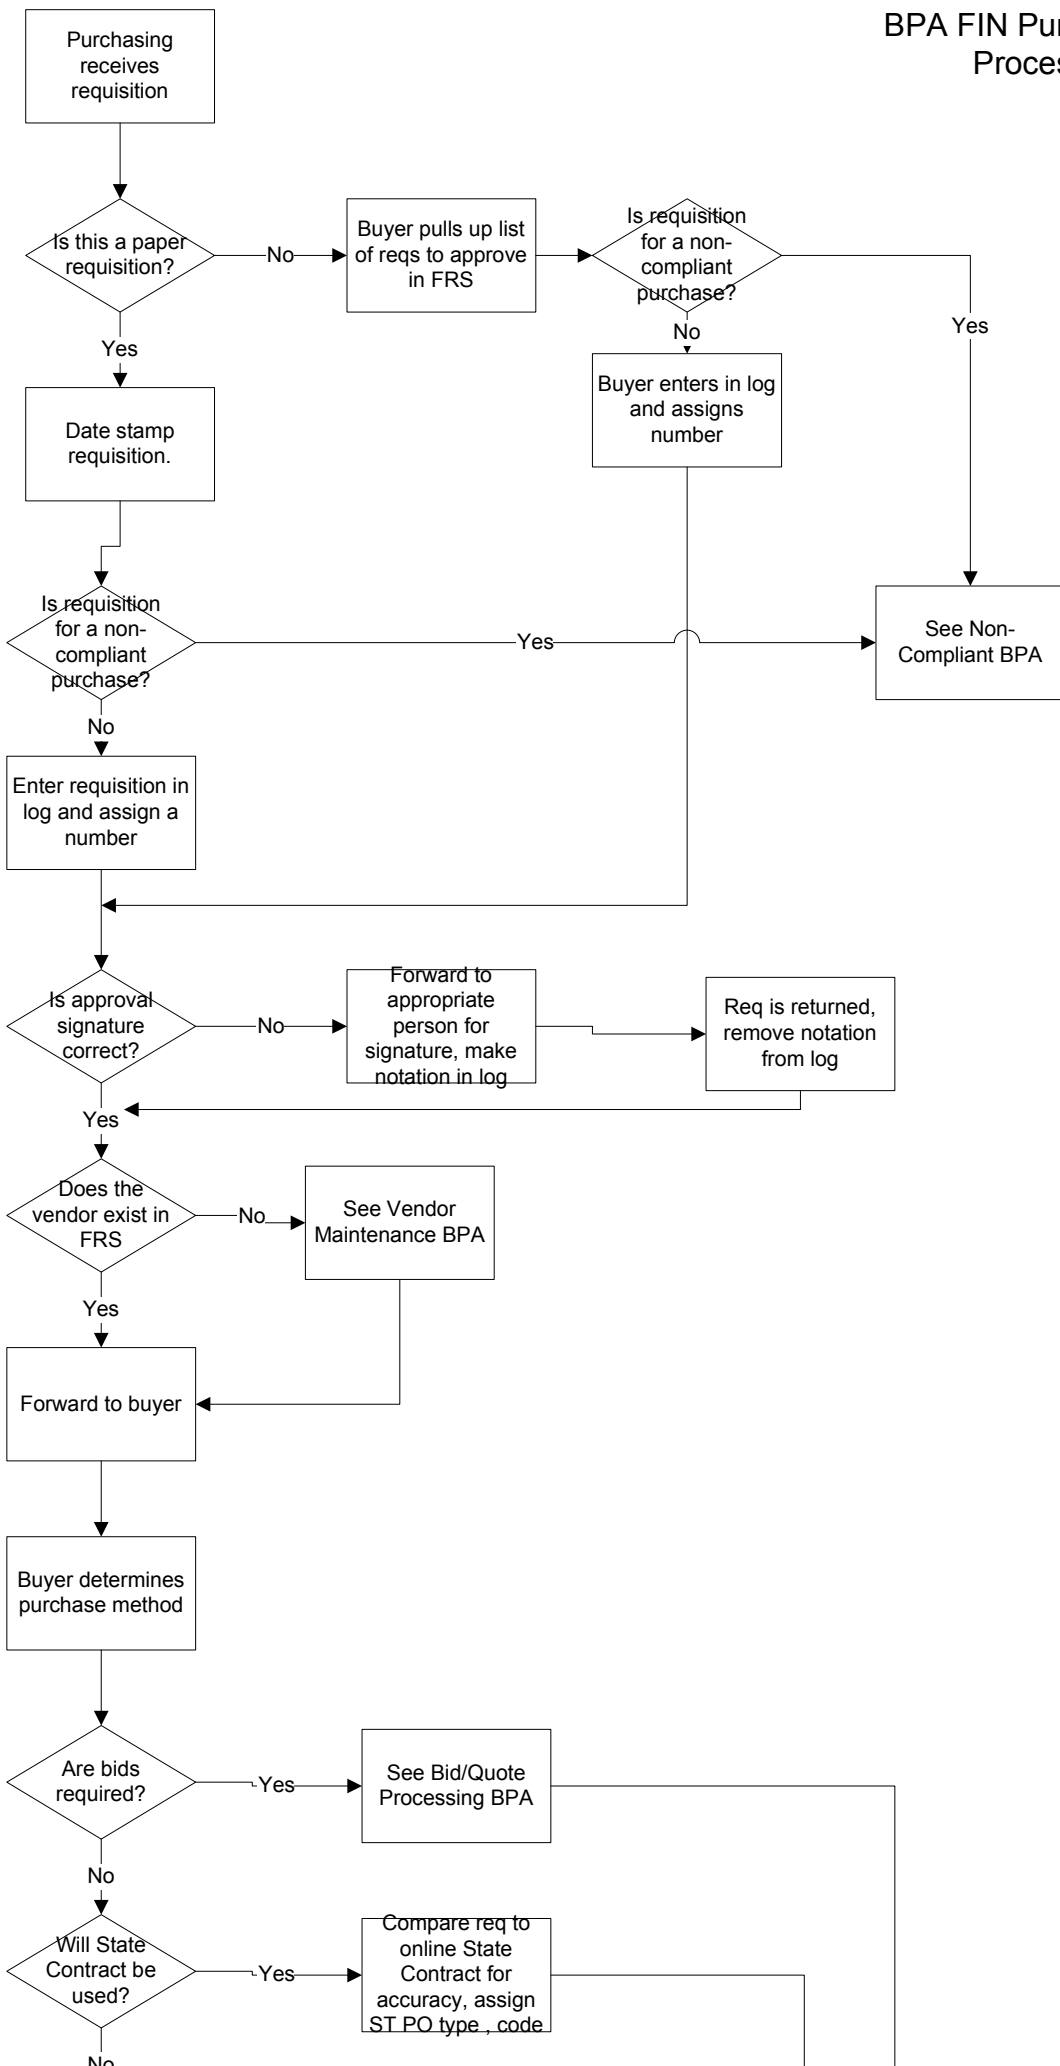 BPA FIN Pur
Proces
Purchasing
receives
requisition
Is this a paper
requisition?
No
Buyer pulls up list
of reqs to approve
in FRS
Is requisition
for a non-
compliant
purchase?
Yes
No
Yes
Buyer enters in log
and assigns
number
Date stamp
requisition.
Is requisition
for a non-
compliant
purchase?
Yes
See Non-
Compliant BPA
No
Enter requisition in
log and assign a
number
Is approval
signature
correct?
No
Forward to
appropriate
person for
signature, make
notation in log
Req is returned,
remove notation
from log
Yes
Does the
vendor exist in
FRS
No
See Vendor
Maintenance BPA
Yes
Forward to buyer
Buyer determines
purchase method
Are bids
required?
Yes
See Bid/Quote
Processing BPA
No
Will State
Contract be
used?
Yes
Compare req to
online State
Contract for
accuracy, assign
ST PO type , code
No